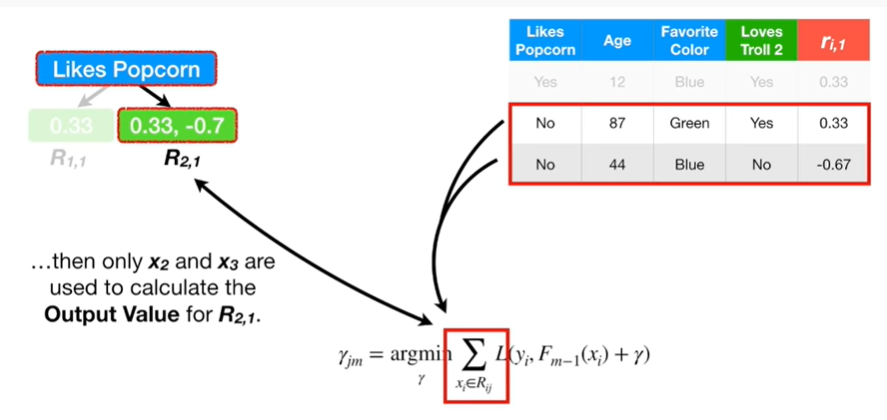 Likes Popcorn
0.33
0.33, -0.7
R1,1
R2,1
Likes Popcorn Age Favorite Color Loves Troll 2 ri,1
Yes 12 Blue Yes 0.33
No 87 Green Yes 0.33
No 44 Blue No -0.67
…then only x2 and x3 are
used to calculate the
Output Value for R2,1.
γjm = argmin ∑ L(yi, Fm−1(xi) + γ)
γ xi∈Rij